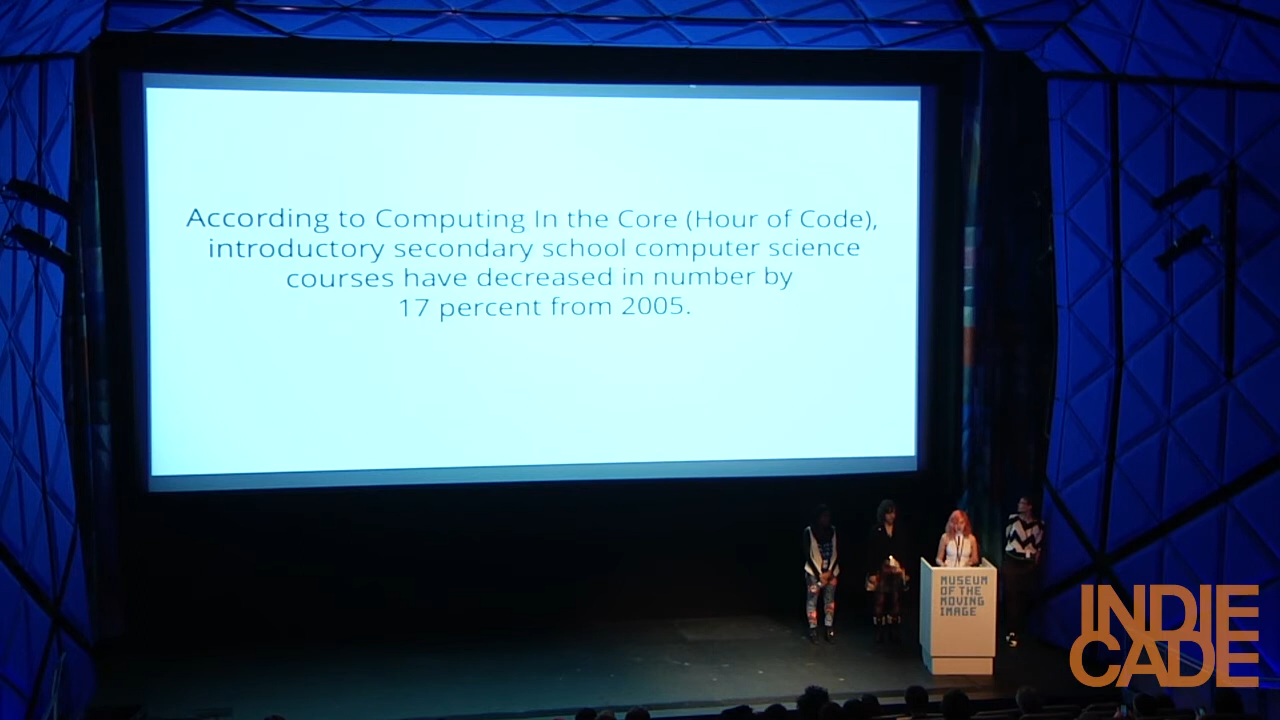 According to Computing In the Core (Hour of Code),
introductory secondary school computer science
courses have decreased in number by
17 percent from 2005.
MUSEUM
OF THE
MOVING
IMAGE
INDIE
CADE